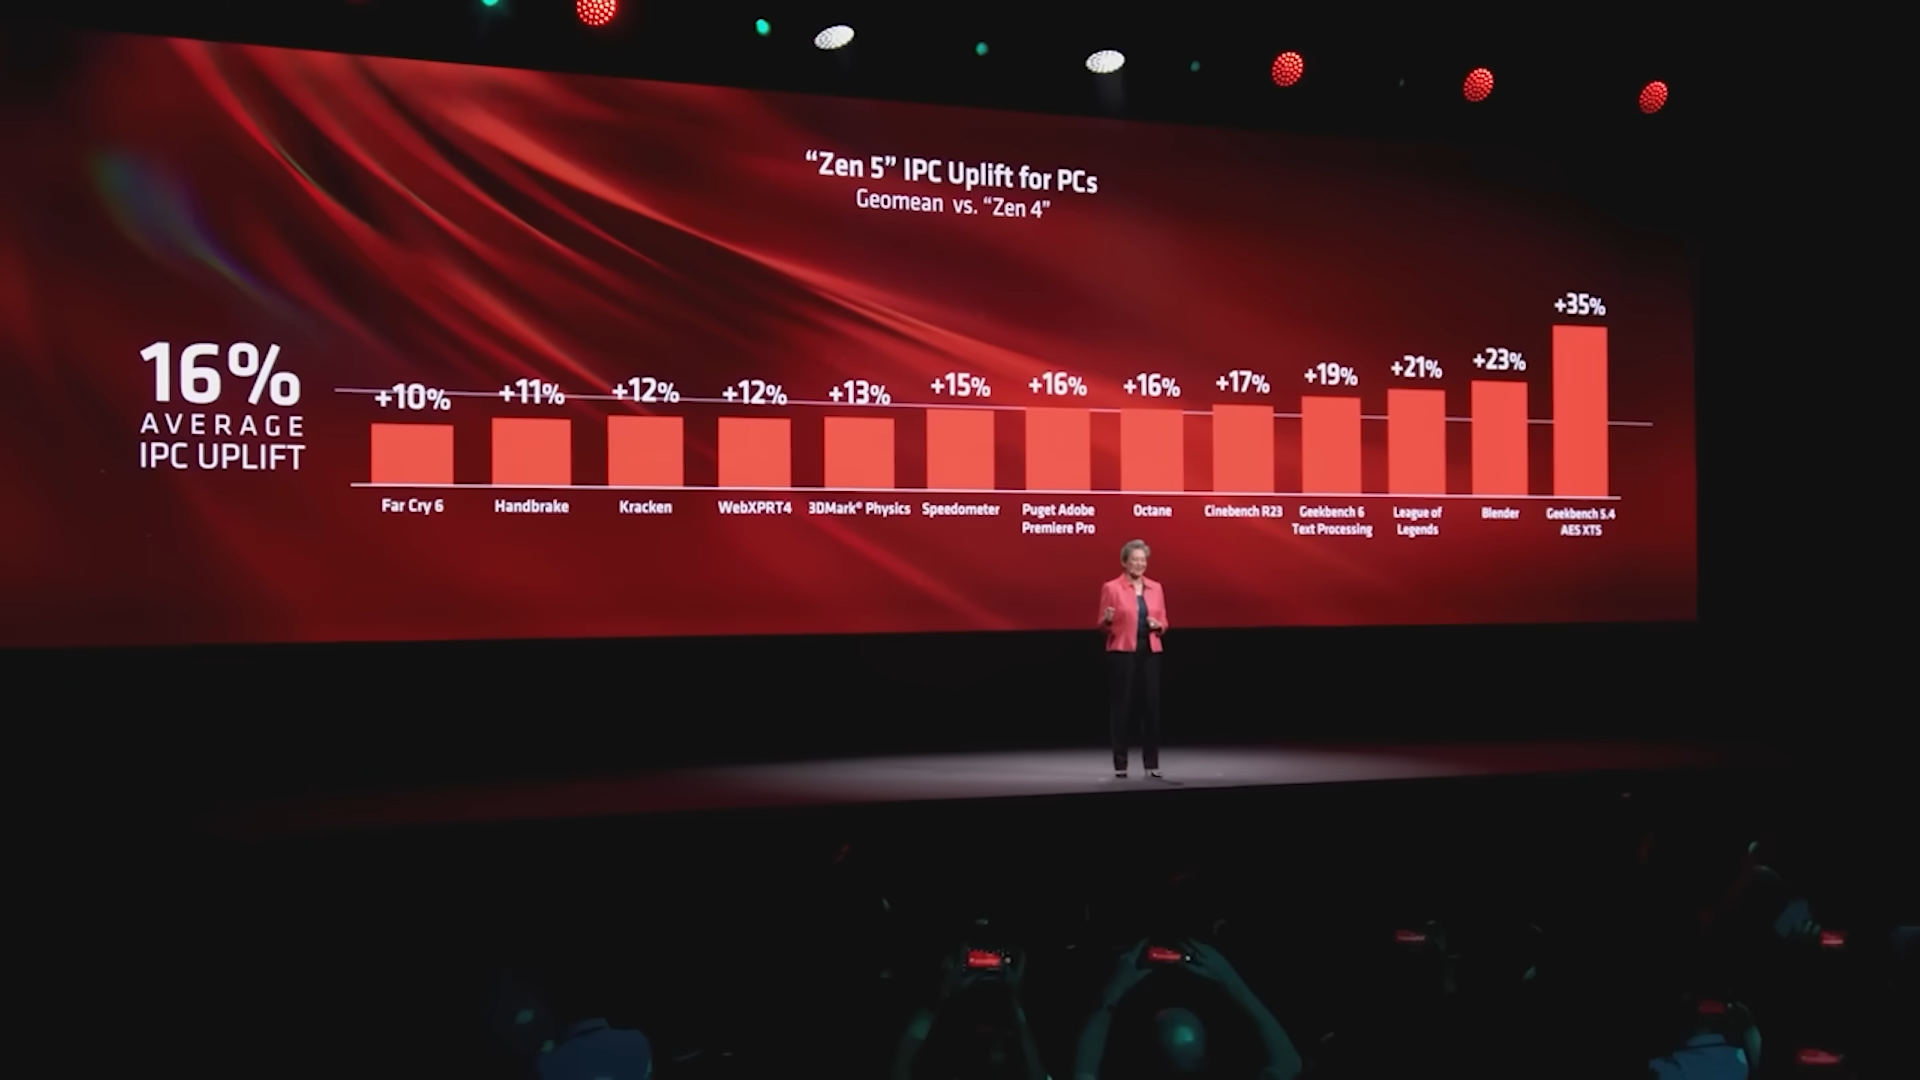 “Zen 5” IPC Uplift for PCs
Geomean vs. “Zen 4”
16%
AVERAGE
IPC UPLIFT
+10%
+11%
+12%
+12%
+13%
+15%
+16%
+16%
+17%
+19%
+21%
+23%
+35%
Far Cry 6
Handbrake
Kraken
WebXPRT4
3DMark® Physics
Speedometer
Puget Adobe
Premiere Pro
Octane
Cinebench R23
Geekbench 6
Text Processing
League of
Legends
Blender
Geekbench 5.4
AES XTS